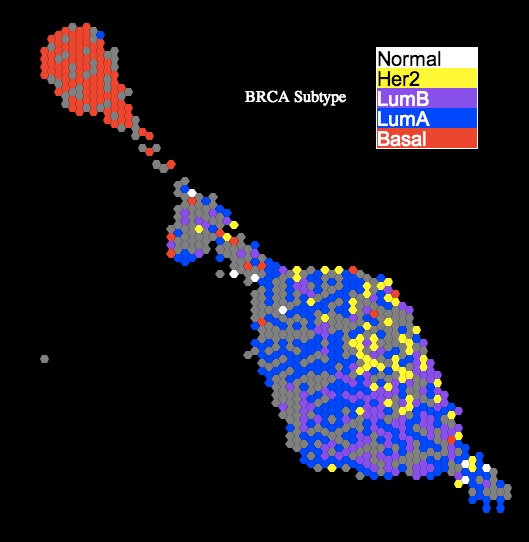 BRCA Subtype
Normal
Her2
LumB
LumA
Basal